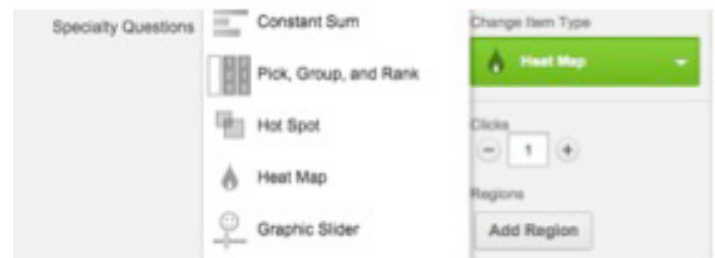 Specialty Questions
Constant Sum
Pick, Group, and Rank
Hot Spot
Heat Map
Graphic Slider
Change Item Type
Heat Map
Clicks
1
Regions
Add Region